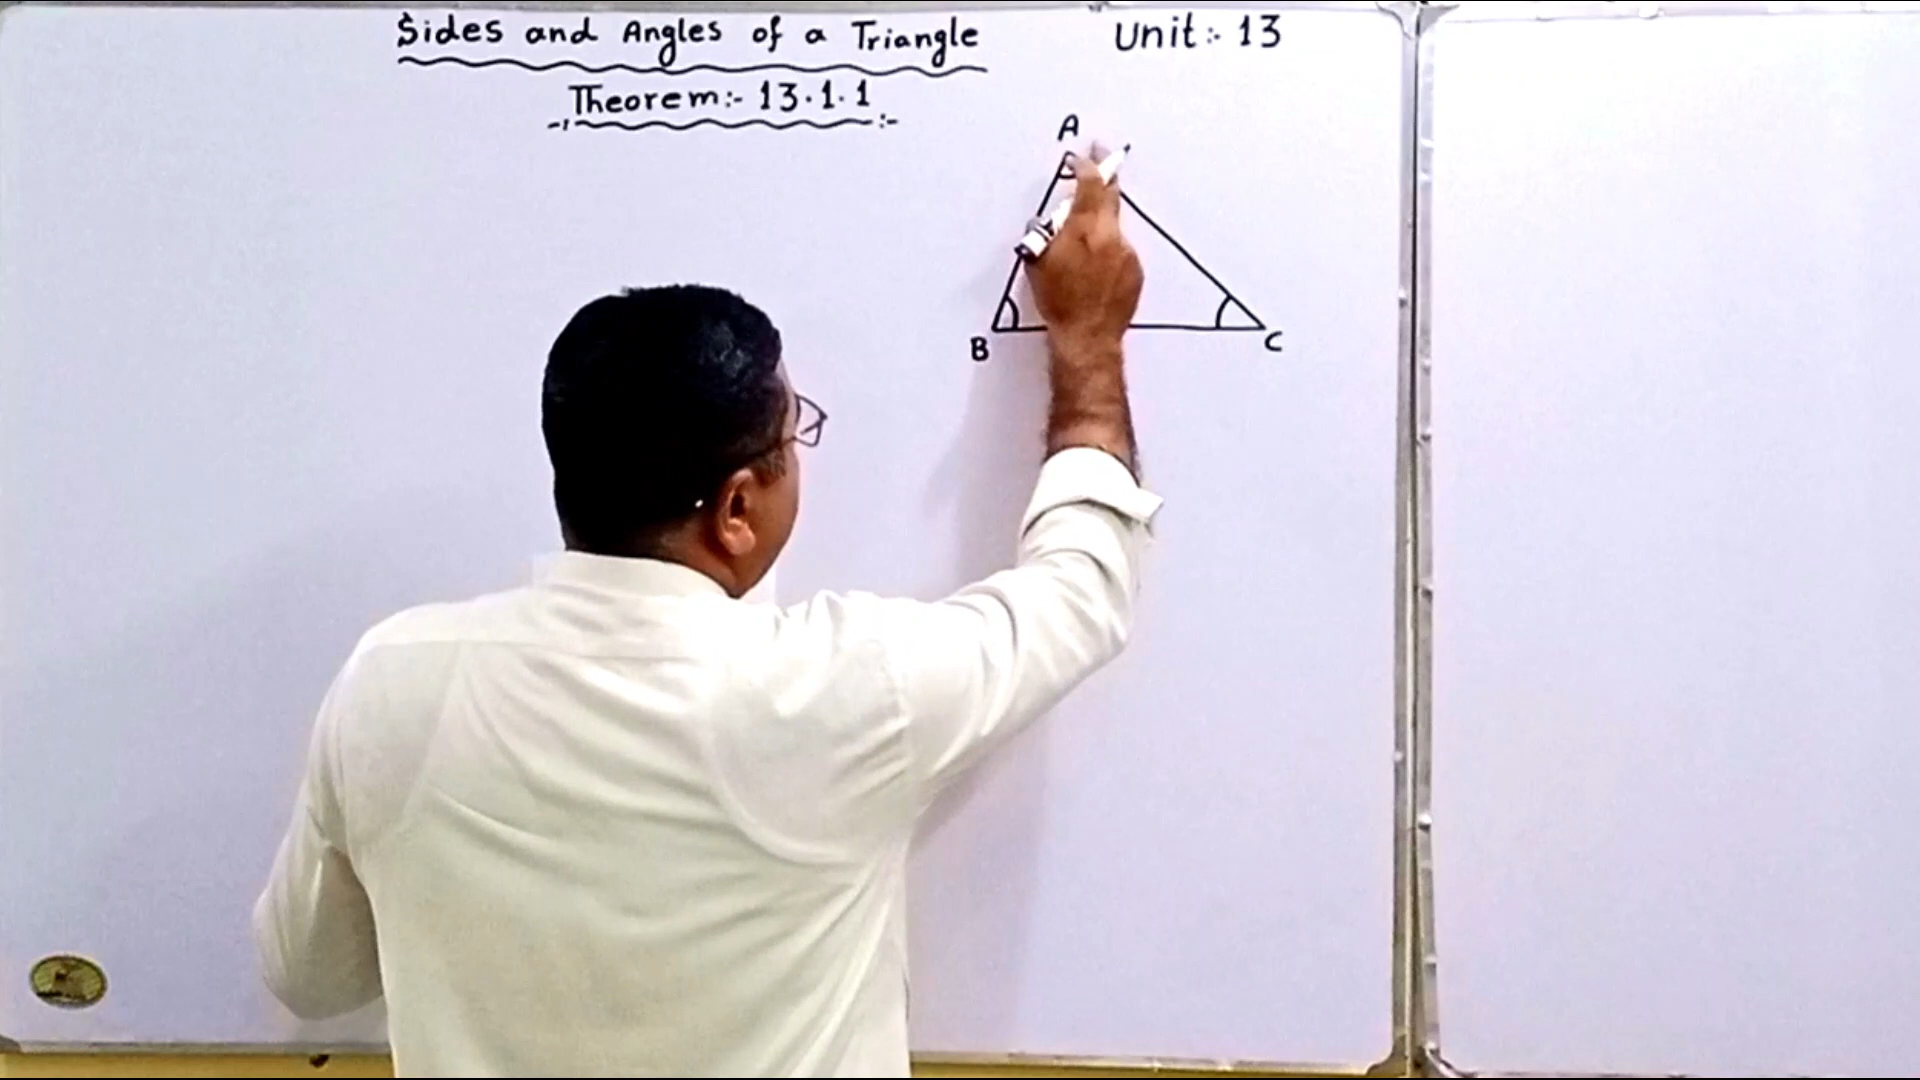 Sides and Angles of a Triangle
Unit:- 13
Theorem:- 13.1.1
A
B
C